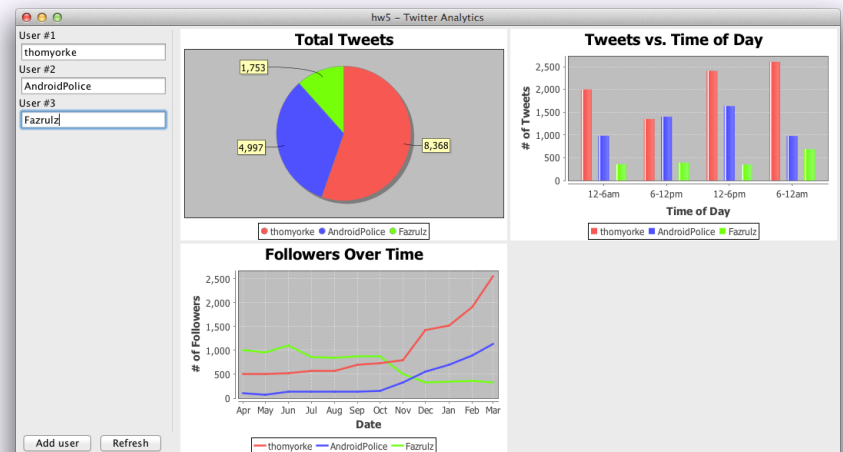 hw5 – Twitter Analytics
User #1
thomyorke
User #2
AndroidPolice
User #3
Fazrulz
Add user
Refresh
Total Tweets
1,753
4,997
8,368
thomyorke AndroidPolice Fazrulz
Tweets vs. Time of Day
# of Tweets
2,500
2,000
1,500
1,000
500
0
12-6am 6-12pm 12-6pm 6-12am
Time of Day
thomyorke AndroidPolice Fazrulz
Followers Over Time
# of Followers
2,500
2,000
1,500
1,000
500
0
Apr May Jun Jul Aug Sep Oct Nov Dec Jan Feb Mar
Date
thomyorke AndroidPolice Fazrulz